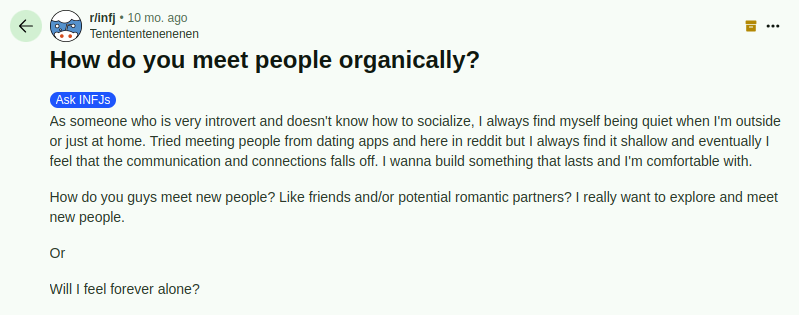 r/infj • 10 mo. ago
Tentententenenenen
How do you meet people organically?
Ask INFJs
As someone who is very introvert and doesn't know how to socialize, I always find myself being quiet when I'm outside
or just at home. Tried meeting people from dating apps and here in reddit but I always find it shallow and eventually I
feel that the communication and connections falls off. I wanna build something that lasts and I'm comfortable with.
How do you guys meet new people? Like friends and/or potential romantic partners? I really want to explore and meet
new people.
Or
Will I feel forever alone?